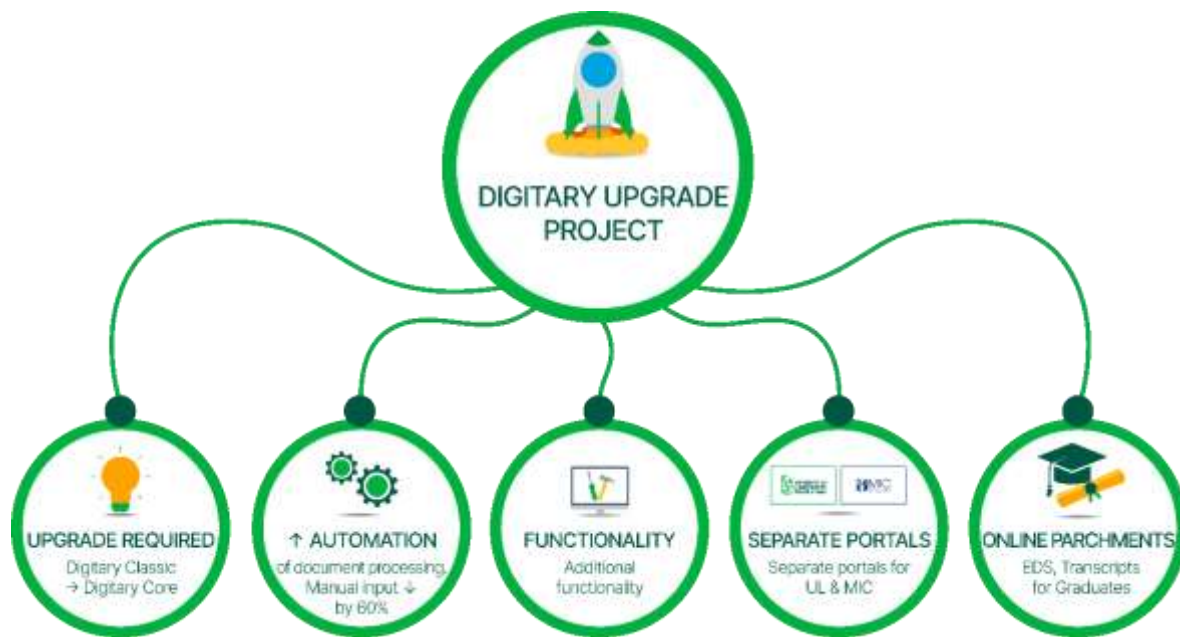 DIGITARY UPGRADE
PROJECT
UPGRADE REQUIRED
Digitary Classic
→ Digitary Core
↑ AUTOMATION
of document processing.
Manual input ↓
by 60%
FUNCTIONALITY
Additional
functionality
MIC
SEPARATE PORTALS
Separate portals for
UL & MIC
ONLINE PARCHMENTS
EDS, Transcripts
for Graduates